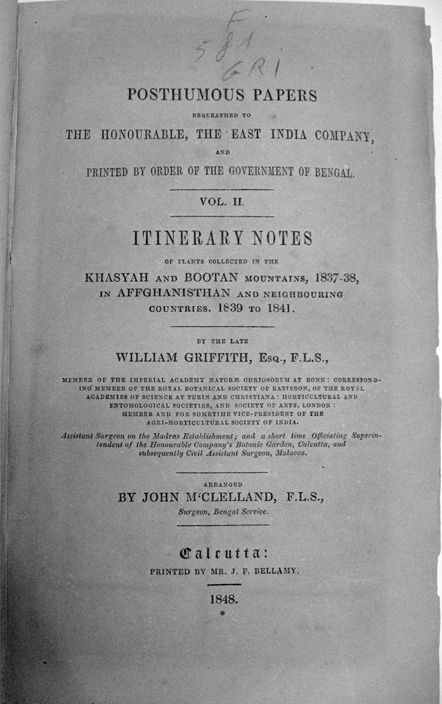 F
581
GRI
POSTHUMOUS PAPERS
BEQUEATHED TO
THE HONOURABLE, THE EAST INDIA COMPANY,
AND
PRINTED BY ORDER OF THE GOVERNMENT OF BENGAL.
VOL. II.
ITINERARY NOTES
OF PLANTS COLLECTED IN THE
KHASYAH AND BOOTAN MOUNTAINS, 1837-38,
IN AFFGHANISTHAN AND NEIGHBOURING
COUNTRIES. 1839 TO 1841.
BY THE LATE
WILLIAM GRIFFITH, ESQ., F.L.S.,
MEMBER OF THE IMPERIAL ACADEMY NATURÆ CURIOSORUM AT BONN: CORRESPOND-
ING MEMBER OF THE ROYAL BOTANICAL SOCIETY OF RATISBON, OF THE ROYAL
ACADEMIES OF SCIENCE AT TURIN AND CHRISTIANA: HORTICULTURAL AND
ENTOMOLOGICAL SOCIETIES, AND SOCIETY OF ARTS, LONDON:
MEMBER AND FOR SOMETIME VICE-PRESIDENT OF THE
AGRI-HORTICULTURAL SOCIETY OF INDIA.
Assistant Surgeon on the Madras Establishment; and a short time Officiating Superin-
tendent of the Honourable Company's Botanic Garden, Calcutta, and
subsequently Civil Assistant Surgeon, Malacca.
ARRANGED
BY JOHN M‘CLELLAND, F.L.S.,
Surgeon, Bengal Service.
Calcutta:
PRINTED BY MR. J. F. BELLAMY.
1848.